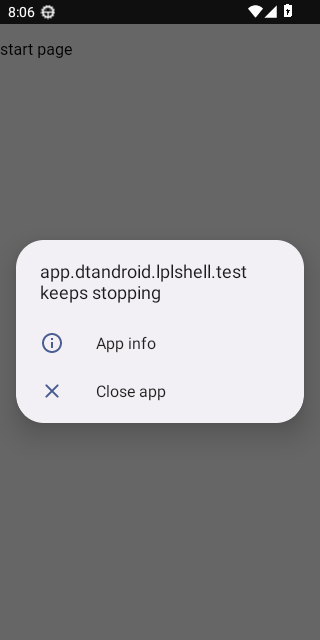 8:06
start page
app.dtandroid.lplshell.test
keeps stopping
App info
Close app